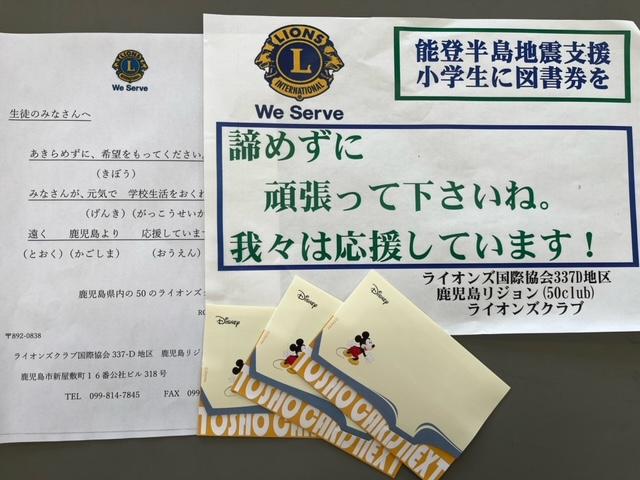 LIONS
L
INTERNATIONAL
We Serve
生徒のみなさんへ
あきらめずに、希望をもってください。
(きぼう)
みなさんが、元気で 学校生活をおくれ
(げんき)(がっこうせいか
遠く 鹿児島より 応援していま
(とおく)(かごしま) (おうえん)
鹿児島県内の50のライオンズ
〒892-0838
ライオンズクラブ国際協会337-D地区 鹿児島リジ
鹿児島市新屋敷町16番公社ビル318号
TEL 099-814-7845 FAX 099
LIONS
L
INTERNATIONAL
We Serve
能登半島地震支援
小学生に図書券を
諦めずに
頑張って下さいね。
我々は応援しています！
ライオンズ国際協会337D地区
鹿児島リジョン(50club)
ライオンズクラブ
Disney
TOSHO CARD NEXT
Disney
TOSHO CARD NEXT
Disney
TOSHO CARD NEXT